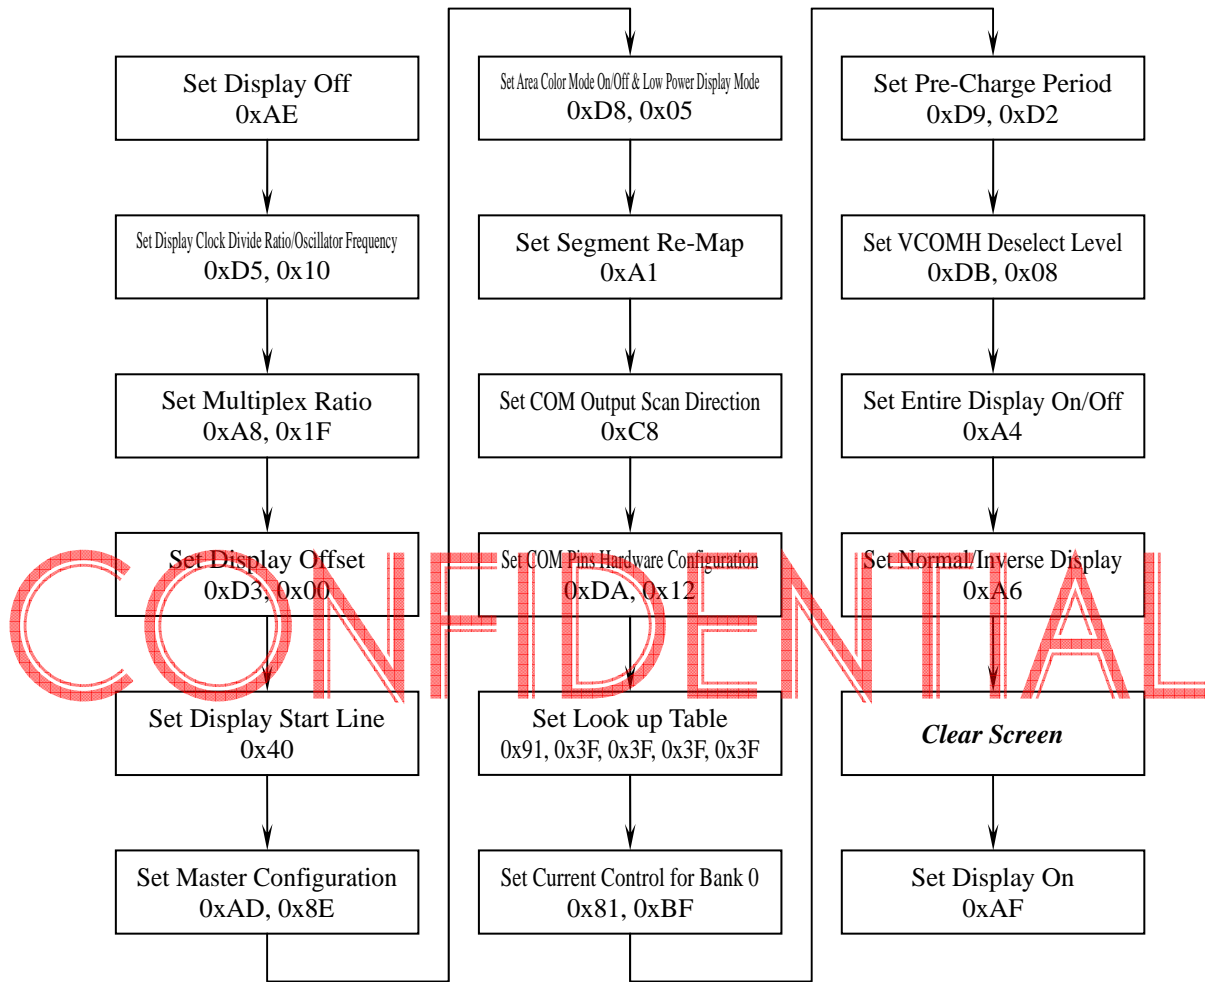 Set Display Off
0xAE
Set Display Clock Divide Ratio/Oscillator Frequency
0xD5, 0x10
Set Multiplex Ratio
0xA8, 0x1F
Set Display Offset
0xD3, 0x00
Set Display Start Line
0x40
Set Master Configuration
0xAD, 0x8E
Set Area Color Mode On/Off & Low Power Display Mode
0xD8, 0x05
Set Segment Re-Map
0xA1
Set COM Output Scan Direction
0xC8
Set COM Pins Hardware Configuration
0xDA, 0x12
Set Look up Table
0x91, 0x3F, 0x3F, 0x3F, 0x3F
Set Current Control for Bank 0
0x81, 0xBF
Set Pre-Charge Period
0xD9, 0xD2
Set VCOMH Deselect Level
0xDB, 0x08
Set Entire Display On/Off
0xA4
Set Normal/Inverse Display
0xA6
Clear Screen
Set Display On
0xAF
CONFIDENTIAL